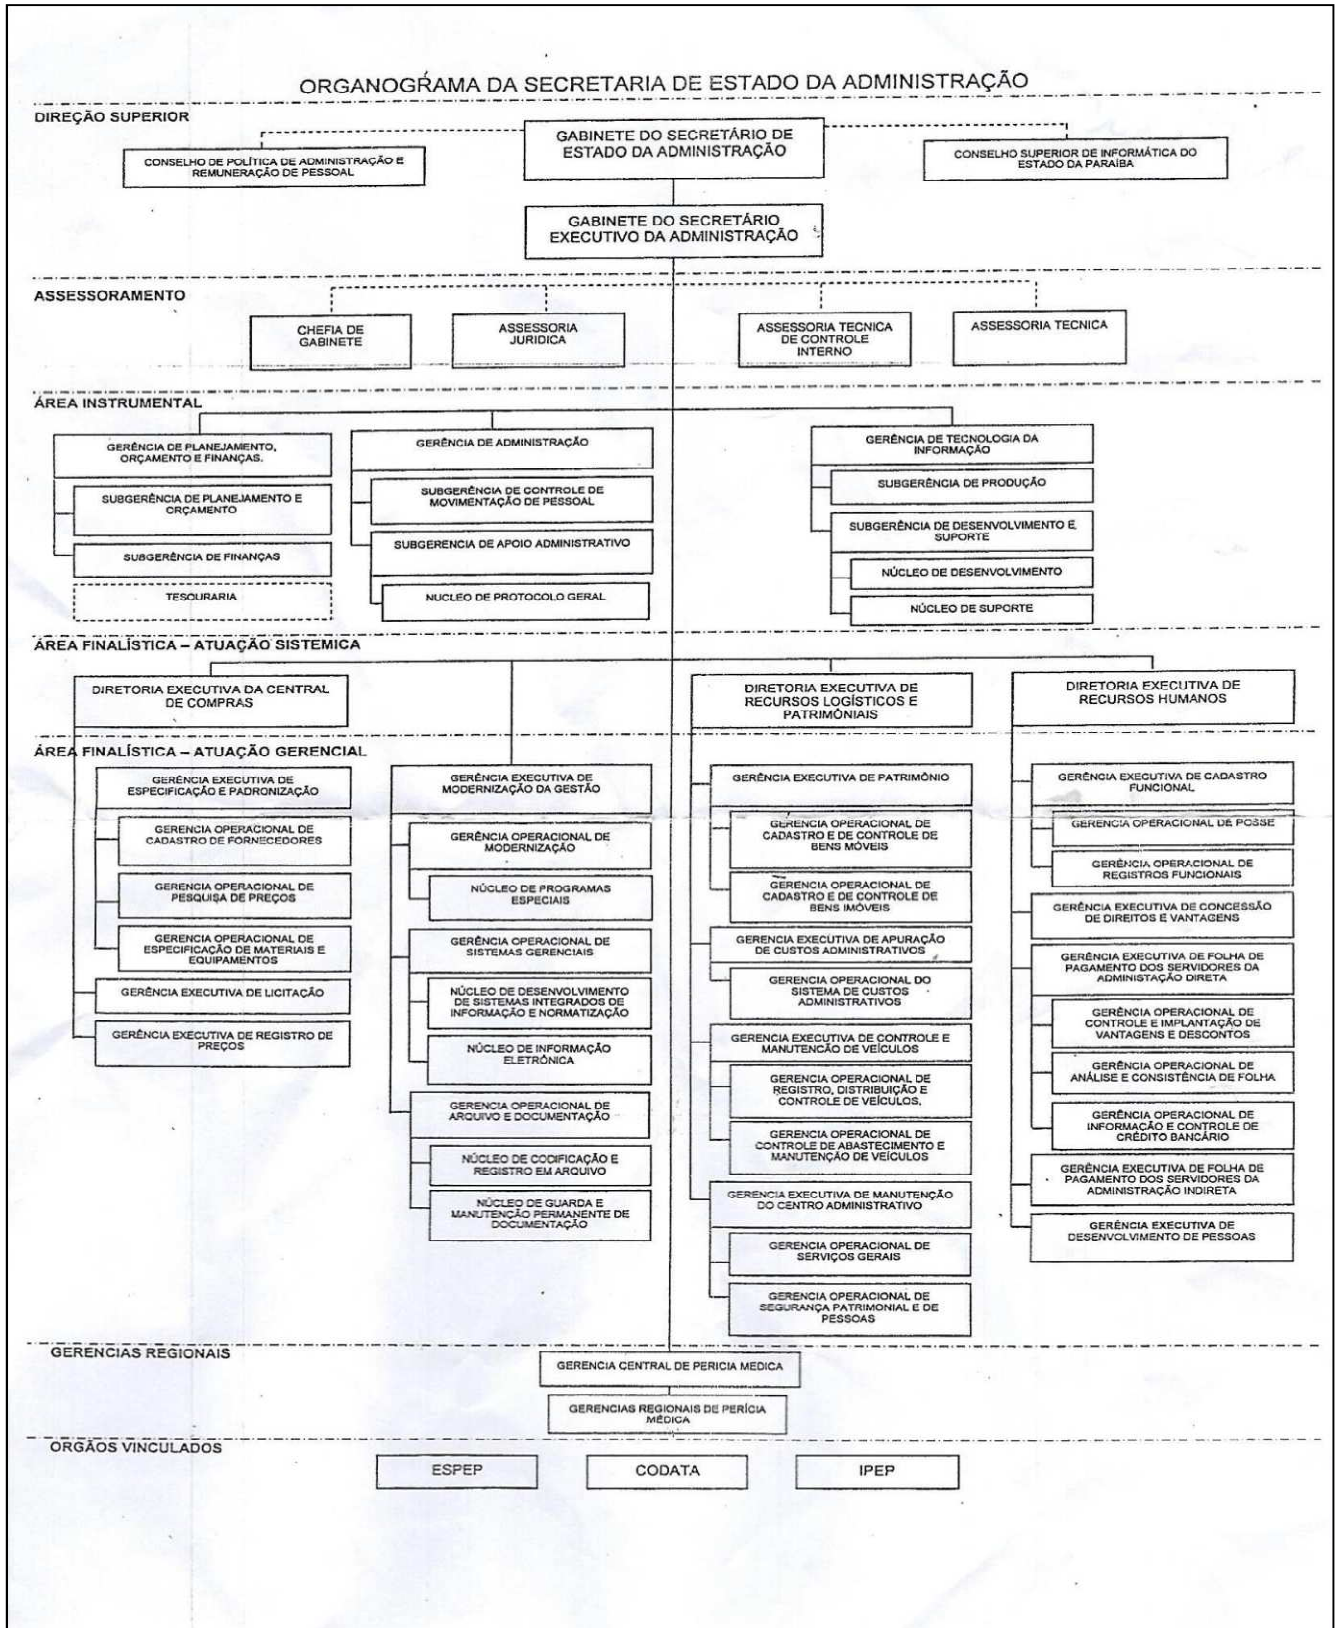 ORGANOGRAMA DA SECRETARIA DE ESTADO DA ADMINISTRAÇÃO
DIREÇÃO SUPERIOR
GABINETE DO SECRETÁRIO DE
ESTADO DA ADMINISTRAÇÃO
CONSELHO DE POLÍTICA DE ADMINISTRAÇÃO E
REMUNERAÇÃO DE PESSOAL
CONSELHO SUPERIOR DE INFORMÁTICA DO
ESTADO DA PARAÍBA
GABINETE DO SECRETÁRIO
EXECUTIVO DA ADMINISTRAÇÃO
ASSESSORAMENTO
CHEFIA DE
GABINETE
ASSESSORIA
JURIDICA
ASSESSORIA TECNICA
DE CONTROLE
INTERNO
ASSESSORIA TECNICA
ÁREA INSTRUMENTAL
GERÊNCIA DE PLANEJAMENTO,
ORÇAMENTO E FINANÇAS.
SUBGERÊNCIA DE PLANEJAMENTO E
ORÇAMENTO
SUBGERÊNCIA DE FINANÇAS
TESOURARIA
GERÊNCIA DE ADMINISTRAÇÃO
SUBGERÊNCIA DE CONTROLE DE
MOVIMENTAÇÃO DE PESSOAL
SUBGERENCIA DE APOIO ADMINISTRATIVO
NUCLEO DE PROTOCOLO GERAL
GERÊNCIA DE TECNOLOGIA DA
INFORMAÇÃO
SUBGERÊNCIA DE PRODUÇÃO
SUBGERÊNCIA DE DESENVOLVIMENTO E
SUPORTE
NÚCLEO DE DESENVOLVIMENTO
NÚCLEO DE SUPORTE
ÁREA FINALÍSTICA – ATUAÇÃO SISTEMICA
DIRETORIA EXECUTIVA DA CENTRAL
DE COMPRAS
DIRETORIA EXECUTIVA DE
RECURSOS LOGÍSTICOS E
PATRIMÔNIAIS
DIRETORIA EXECUTIVA DE
RECURSOS HUMANOS
ÁREA FINALÍSTICA – ATUAÇÃO GERENCIAL
GERÊNCIA EXECUTIVA DE
ESPECIFICAÇÃO E PADRONIZAÇÃO
GERENCIA OPERACIONAL DE
CADASTRO DE FORNECEDORES
GERENCIA OPERACIONAL DE
PESQUISA DE PREÇOS
GERENCIA OPERACIONAL DE
ESPECIFICAÇÃO DE MATERIAIS E
EQUIPAMENTOS
GERÊNCIA EXECUTIVA DE LICITAÇÃO
GERÊNCIA EXECUTIVA DE REGISTRO DE
PREÇOS
GERÊNCIA EXECUTIVA DE
MODERNIZAÇÃO DA GESTÃO
GERÊNCIA OPERACIONAL DE
MODERNIZAÇÃO
NÚCLEO DE PROGRAMAS
ESPECIAIS
GERÊNCIA OPERACIONAL DE
SISTEMAS GERENCIAIS
NÚCLEO DE DESENVOLVIMENTO
DE SISTEMAS INTEGRADOS DE
INFORMAÇÃO E NORMATIZAÇÃO
NÚCLEO DE INFORMAÇÃO
ELETRÔNICA
GERENCIA OPERACIONAL DE
ARQUIVO E DOCUMENTAÇÃO
NÚCLEO DE CODIFICAÇÃO E
REGISTRO EM ARQUIVO
NÚCLEO DE GUARDA E
MANUTENÇÃO PERMANENTE DE
DOCUMENTAÇÃO
GERÊNCIA EXECUTIVA DE PATRIMÔNIO
GERENCIA OPERACIONAL DE
CADASTRO E DE CONTROLE DE
BENS MÓVEIS
GERENCIA OPERACIONAL DE
CADASTRO E DE CONTROLE DE
BENS IMÓVEIS
GERENCIA EXECUTIVA DE APURAÇÃO
DE CUSTOS ADMINISTRATIVOS
GERENCIA OPERACIONAL DO
SISTEMA DE CUSTOS
ADMINISTRATIVOS
GERENCIA EXECUTIVA DE CONTROLE E
MANUTENCÃO DE VEÍCULOS
GERENCIA OPERACIONAL DE
REGISTRO, DISTRIBUIÇÃO E
CONTROLE DE VEÍCULOS.
GERENCIA OPERACIONAL DE
CONTROLE DE ABASTECIMENTO E
MANUTENÇÃO DE VEÍCULOS
GERENCIA EXECUTIVA DE MANUTENÇÃO
DO CENTRO ADMINISTRATIVO
GERENCIA OPERACIONAL DE
SERVIÇOS GERAIS
GERENCIA OPERACIONAL DE
SEGURANÇA PATRIMONIAL E DE
PESSOAS
GERÊNCIA EXECUTIVA DE CADASTRO
FUNCIONAL
GERENCIA OPERACIONAL DE POSSE
GERÊNCIA OPERACIONAL DE
REGISTROS FUNCIONAIS
GERÊNCIA EXECUTIVA DE CONCESSÃO
DE DIREITOS E VANTAGENS
GERÊNCIA EXECUTIVA DE FOLHA DE
PAGAMENTO DOS SERVIDORES DA
ADMINISTAÇÃO DIRETA
GERÊNCIA OPERACIONAL DE
CONTROLE E IMPLANTAÇÃO DE
VANTAGENS E DESCONTOS
GERÊNCIA OPERACIONAL DE
ANÁLISE E CONSISTÊNCIA DE FOLHA
GERÊNCIA OPERACIONAL DE
INFORMAÇÃO E CONTROLE DE
CRÉDITO BANCÁRIO
GERÊNCIA EXECUTIVA DE FOLHA DE
PAGAMENTO DOS SERVIDORES DA
ADMINISTRAÇÃO INDIRETA
GERÊNCIA EXECUTIVA DE
DESENVOLVIMENTO DE PESSOAS
GERENCIAS REGIONAIS
GERENCIA CENTRAL DE PERICIA MEDICA
GERENCIAS REGIONAIS DE PERÍCIA
MÉDICA
ORGÃOS VINCULADOS
ESPEP
CODATA
IPEP